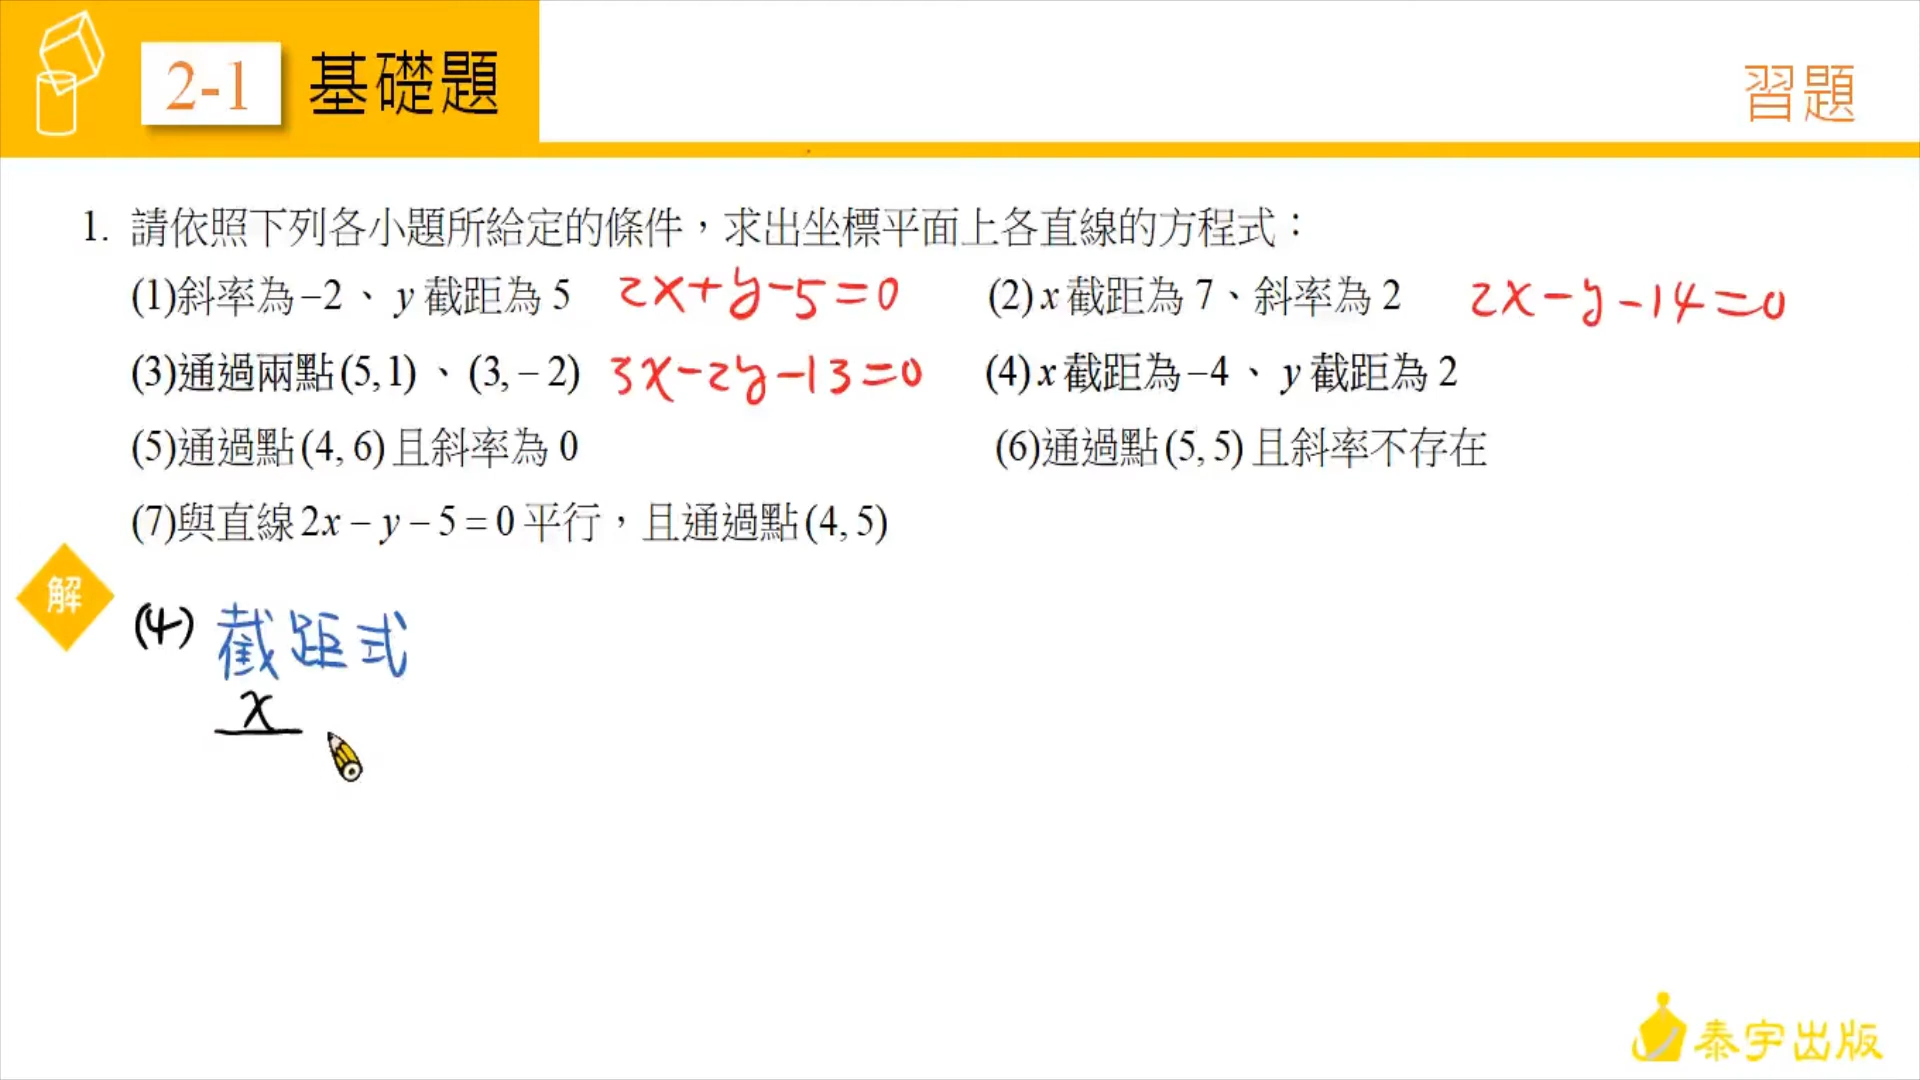 2-1 基礎題
習題
1. 請依照下列各小題所給定的條件，求出坐標平面上各直線的方程式：
(1)斜率為−2、y截距為5 2x+y−5=0 (2)x截距為7、斜率為2 2x−y−14=0
(3)通過兩點(5,1)、(3,−2) 3x−2y−13=0 (4)x截距為−4、y截距為2
(5)通過點(4,6)且斜率為0 (6)通過點(5,5)且斜率不存在
(7)與直線2x−y−5=0平行，且通過點(4,5)
解 (4) 截距式
x
泰宇出版